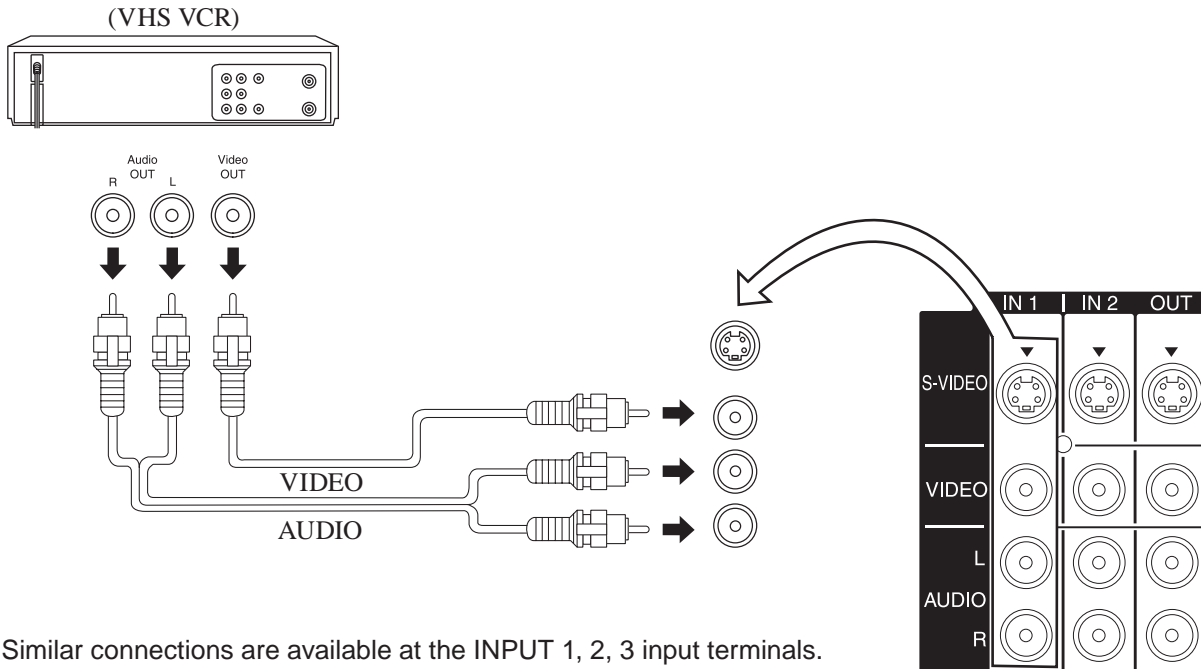 (VHS VCR)
Audio
OUT
R
L
Video
OUT
VIDEO
AUDIO
IN 1
IN 2
OUT
S-VIDEO
VIDEO
L
AUDIO
R
Similar connections are available at the INPUT 1, 2, 3 input terminals.